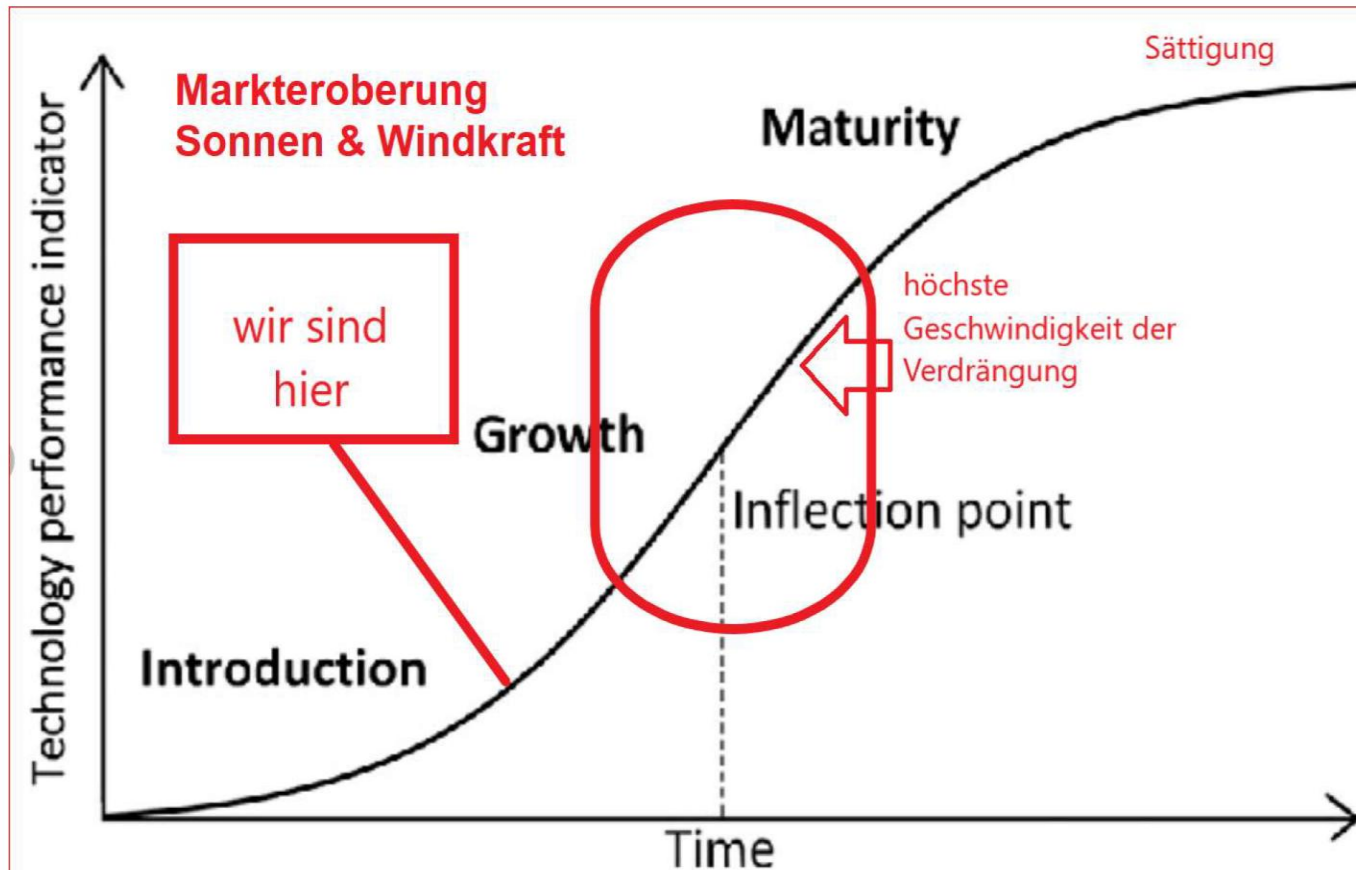 Sättigung
Markteroberung
Sonnen & Windkraft
Maturity
wir sind
hier
höchste
Geschwindigkeit der
Verdrängung
Growth
Inflection point
Introduction
Technology performance indicator
Time